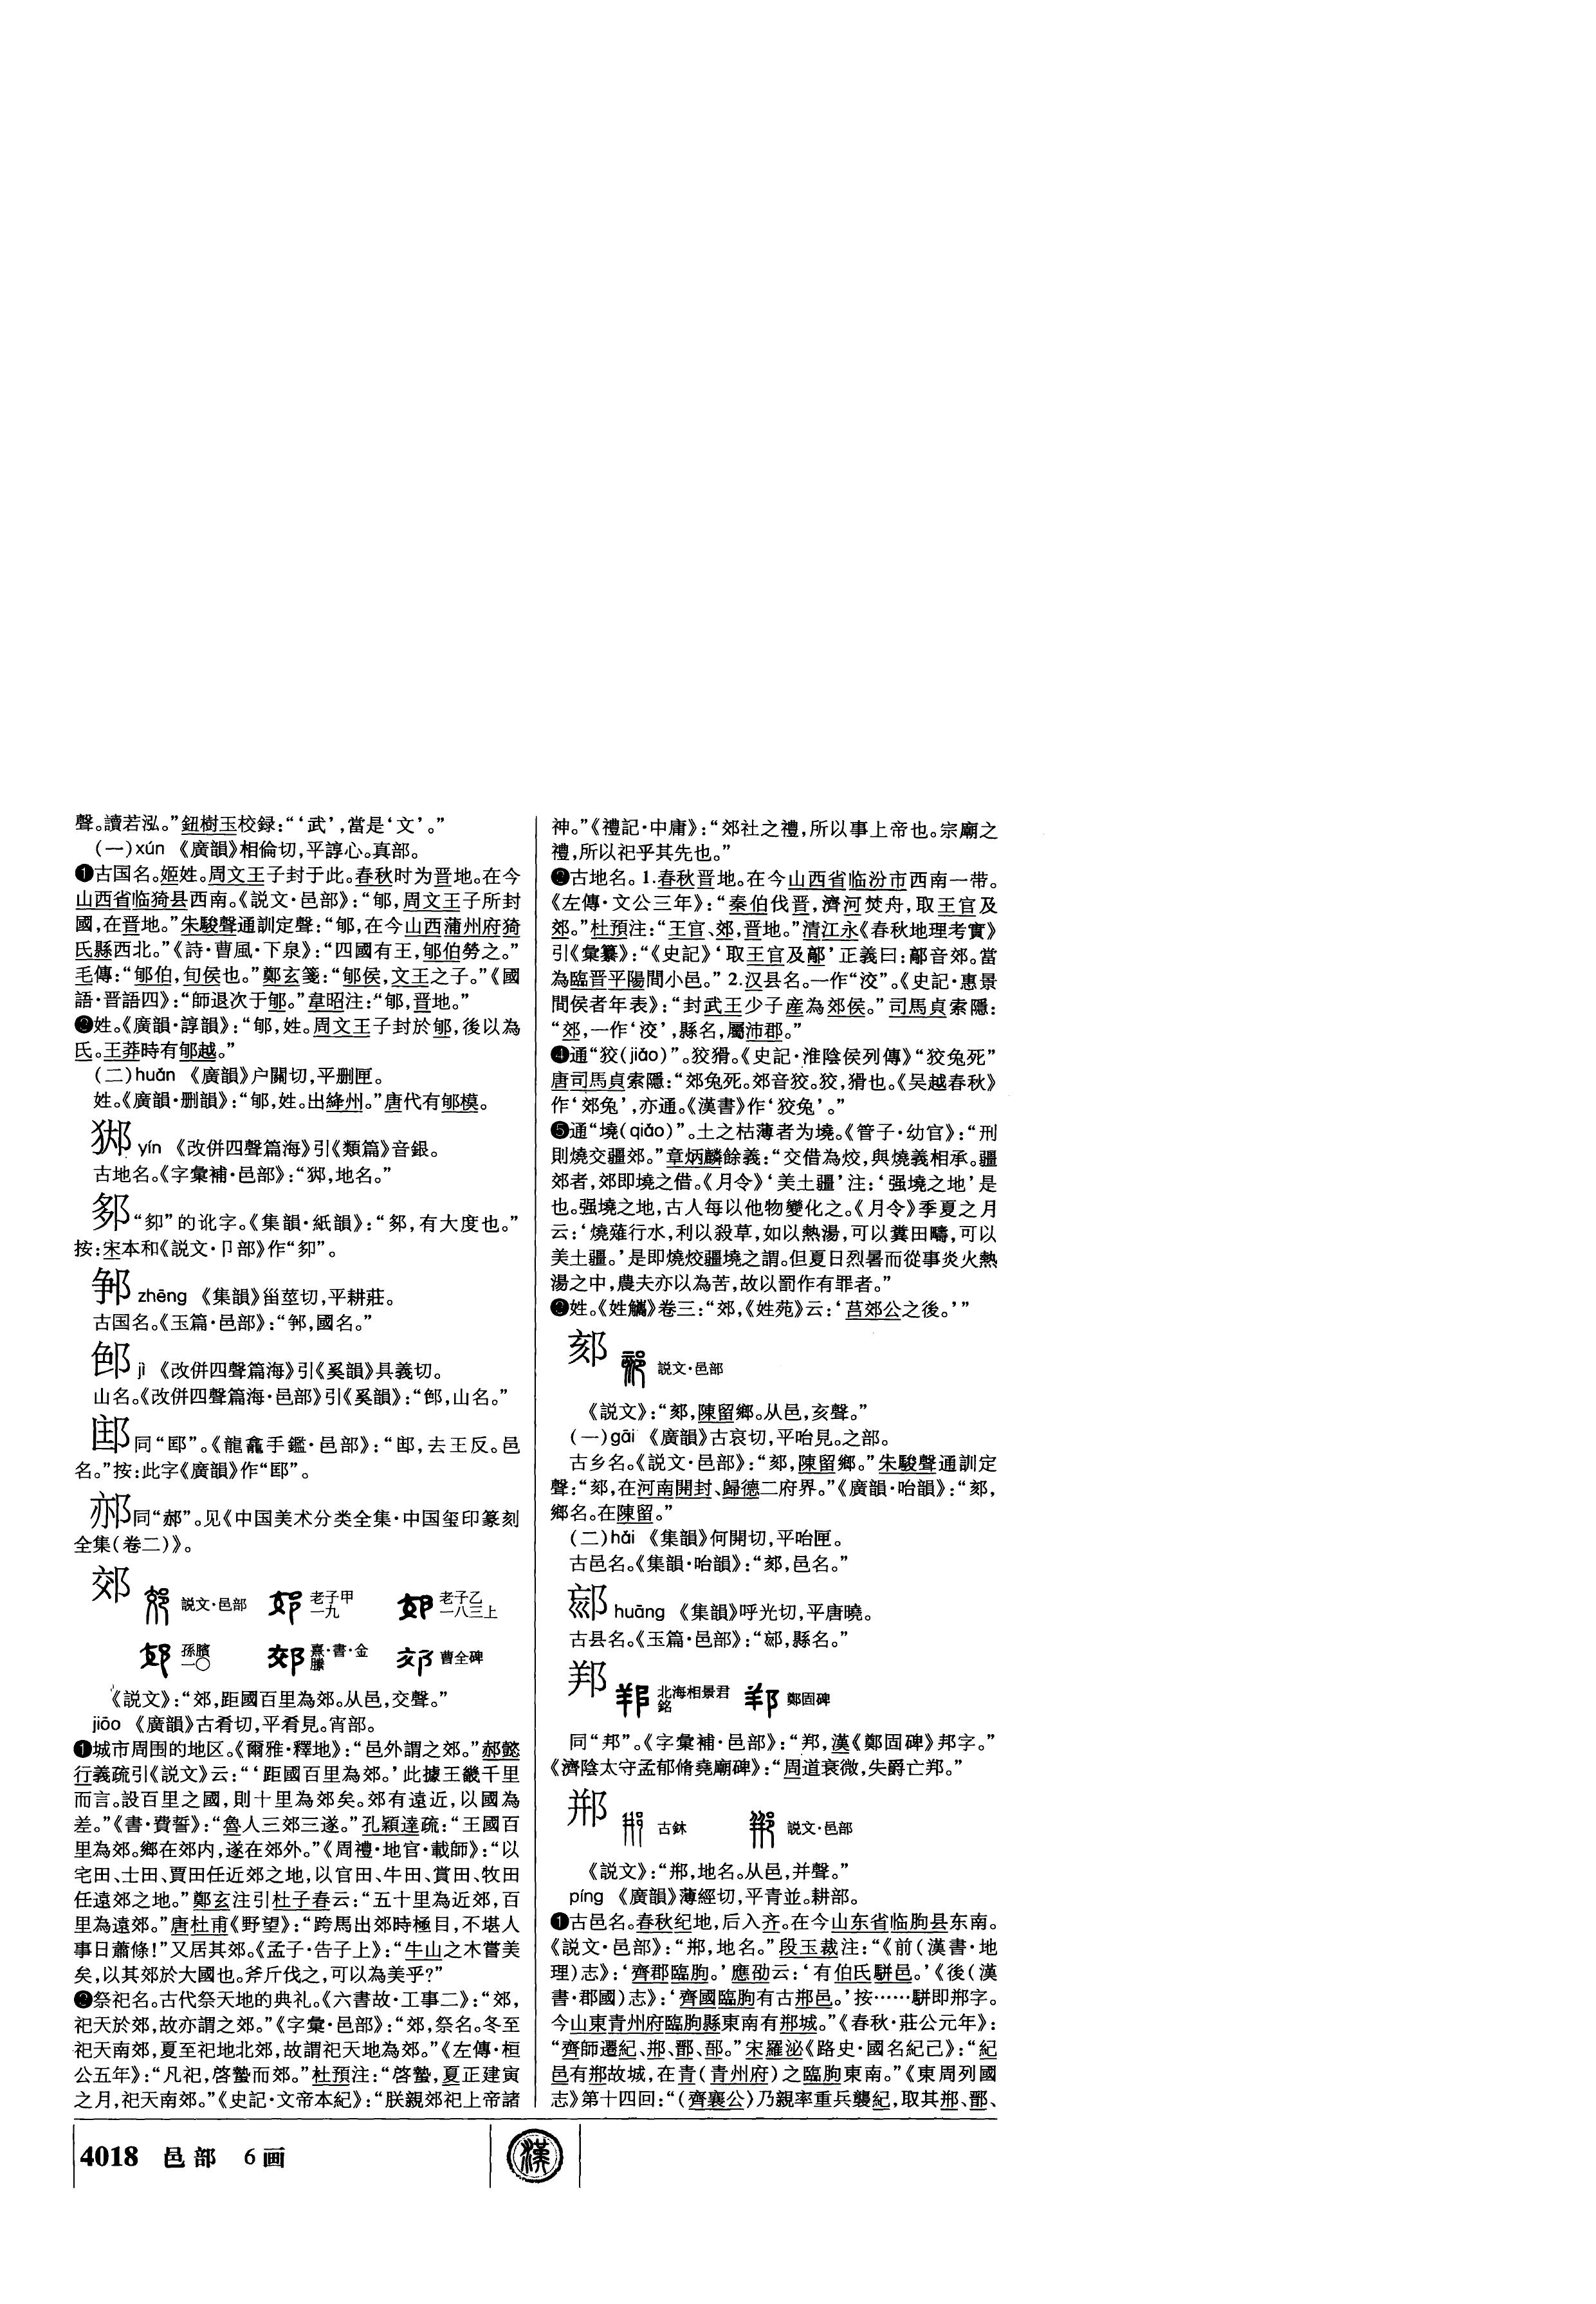 聲。讀若泓。”鈕樹玉校録：“‘武’，當是‘文’。”
(一)xún 《廣韻》相倫切，平諄心。真部。
❶古国名。姬姓。周文王子封于此。春秋时为晋地。在今
山西省临猗县西南。《説文·邑部》：“郇，周文王子所封
國，在晋地。”朱駿聲通訓定聲：“郇，在今山西蒲州府猗
氏縣西北。”《詩·曹風·下泉》：“四國有王，郇伯勞之。”
毛傳：“郇伯，旬侯也。”鄭玄箋：“郇侯，文王之子。”《國
語·晋語四》：“師退次于郇。”韋昭注：“郇，晋地。”
❷姓。《廣韻·諄韻》：“郇，姓。周文王子封於郇，後以為
氏。王莽時有郇越。”
(二)huán 《廣韻》户關切，平删匣。
姓。《廣韻·删韻》：“郇，姓。出絳州。”唐代有郇模。
yín 《改併四聲篇海》引《類篇》音銀。
古地名。《字彙補·邑部》：“，地名。”
“”的讹字。《集韻·紙韻》：“，有大度也。”
按：宋本和《説文·卩部》作“”。
zhēng 《集韻》甾莖切，平耕莊。
古国名。《玉篇·邑部》：“，國名。”
jì 《改併四聲篇海》引《奚韻》具義切。
山名。《改併四聲篇海·邑部》引《奚韻》：“，山名。”
同“”。《龍龕手鑑·邑部》：“，去王反。邑
名。”按：此字《廣韻》作“”。
同“郝”。见《中国美术分类全集·中国玺印篆刻
全集(卷二)》。
郊 説文·邑部 老子甲一九 老子乙一八三上
孫臏一〇 熹·書·金縢 曹全碑
《説文》：“郊，距國百里為郊。从邑，交聲。”
jiāo 《廣韻》古肴切，平肴見。宵部。
❶城市周围的地区。《爾雅·釋地》：“邑外謂之郊。”郝懿
行義疏引《説文》云：“‘距國百里為郊。’此據王畿千里
而言。設百里之國，則十里為郊矣。郊有遠近，以國為
差。”《書·費誓》：“魯人三郊三遂。”孔穎達疏：“王國百
里為郊。鄉在郊内，遂在郊外。”《周禮·地官·載師》：“以
宅田、士田、賈田任近郊之地，以官田、牛田、賞田、牧田
任遠郊之地。”鄭玄注引杜子春云：“五十里為近郊，百
里為遠郊。”唐杜甫《野望》：“跨馬出郊時極目，不堪人
事日蕭條！”又居其郊。《孟子·告子上》：“牛山之木嘗美
矣，以其郊於大國也。斧斤伐之，可以為美乎？”
❷祭祀名。古代祭天地的典礼。《六書故·工事二》：“郊，
祀天於郊，故亦謂之郊。”《字彙·邑部》：“郊，祭名。冬至
祀天南郊，夏至祀地北郊，故謂祀天地為郊。”《左傳·桓
公五年》：“凡祀，啓蟄而郊。”杜預注：“啓蟄，夏正建寅
之月，祀天南郊。”《史記·文帝本紀》：“朕親郊祀上帝諸
神。”《禮記·中庸》：“郊社之禮，所以事上帝也。宗廟之
禮，所以祀乎其先也。”
❸古地名。1.春秋晋地。在今山西省临汾市西南一带。
《左傳·文公三年》：“秦伯伐晋，濟河焚舟，取王官及
郊。”杜預注：“王官、郊，晋地。”清江永《春秋地理考實》
引《彙纂》：“《史記》‘取王官及鄗’正義曰：鄗音郊。當
為臨晋平陽間小邑。”2.汉县名。一作“洨”。《史記·惠景
間侯者年表》：“封武王少子産為郊侯。”司馬貞索隱：
“郊，一作‘洨’，縣名，屬沛郡。”
❹通“狡(jiǎo)”。狡猾。《史記·淮陰侯列傳》“狡兔死”
唐司馬貞索隱：“郊兔死。郊音狡。狡，猾也。《吴越春秋》
作‘郊兔’，亦通。《漢書》作‘狡兔’。”
❺通“墝(qiāo)”。土之枯薄者为墝。《管子·幼官》：“刑
則燒交疆郊。”章炳麟餘義：“交借為烄，與燒義相承。疆
郊者，郊即墝之借。《月令》‘美土疆’注：‘强墝之地’是
也。强墝之地，古人每以他物變化之。《月令》季夏之月
云：‘燒薙行水，利以殺草，如以熱湯，可以糞田疇，可以
美土疆。’是即燒烄疆墝之謂。但夏日烈暑而從事炎火熱
湯之中，農夫亦以為苦，故以罰作有罪者。”
❷姓。《姓觿》卷三：“郊，《姓苑》云：‘莒郊公之後。’”
郂 説文·邑部
《説文》：“郂，陳留鄉。从邑，亥聲。”
(一)gāi 《廣韻》古哀切，平咍見。之部。
古乡名。《説文·邑部》：“郂，陳留鄉。”朱駿聲通訓定
聲：“郂，在河南開封、歸德二府界。”《廣韻·咍韻》：“郂，
鄉名。在陳留。”
(二)hái 《集韻》何開切，平咍匣。
古邑名。《集韻·咍韻》：“郂，邑名。”
huāng 《集韻》呼光切，平唐曉。
古县名。《玉篇·邑部》：“，縣名。”
北海相景君銘 鄭固碑
同“邦”。《字彙補·邑部》：“，漢《鄭固碑》邦字。”
《濟陰太守孟郁脩堯廟碑》：“周道衰微，失爵亡。”
郱 古鉥 説文·邑部
《説文》：“郱，地名。从邑，并聲。”
píng 《廣韻》薄經切，平青並。耕部。
❶古邑名。春秋纪地，后入齐。在今山东省临朐县东南。
《説文·邑部》：“郱，地名。”段玉裁注：“《前(漢書·地
理)志》：‘齊郡臨朐。’應劭云：‘有伯氏駢邑。’《後(漢
書·郡國)志》：‘齊國臨朐有古郱邑。’按……駢即郱字。
今山東青州府臨朐縣東南有郱城。”《春秋·莊公元年》：
“齊師遷紀、郱、鄑、郚。”宋羅泌《路史·國名紀己》：“紀
邑有郱故城，在青(青州府)之臨朐東南。”《東周列國
志》第十四回：“(齊襄公)乃親率重兵襲紀，取其郱、鄑、
4018 邑部 6画
漢